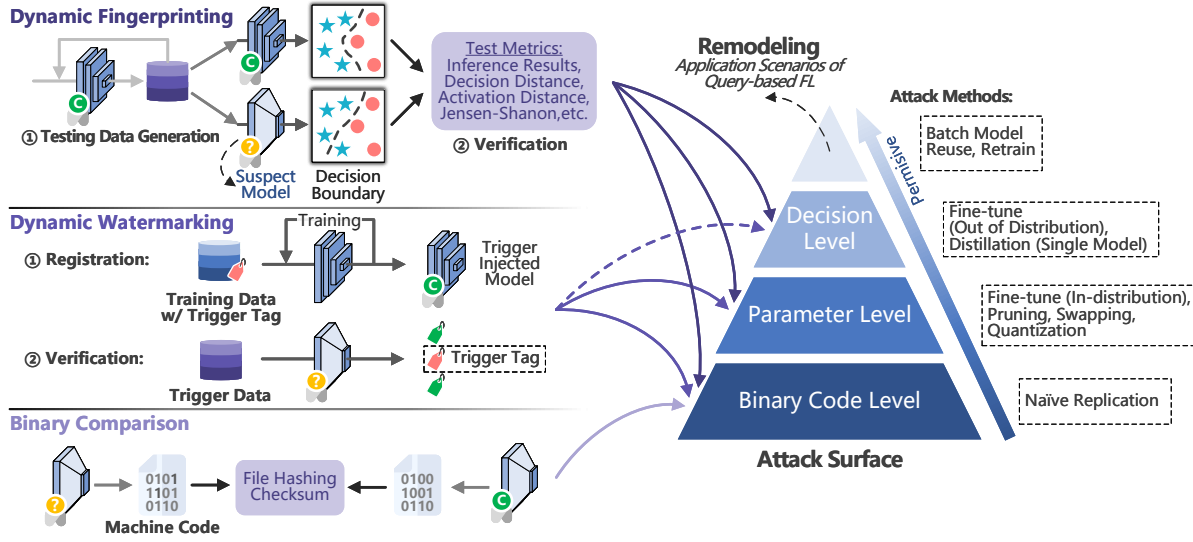 Dynamic Fingerprinting
C
C
?
① Testing Data Generation
Suspect
Model
Decision
Boundary
Test Metrics:
Inference Results,
Decision Distance,
Activation Distance,
Jensen-Shanon,etc.
② Verification
Dynamic Watermarking
① Registration:
Training Data
w/ Trigger Tag
Training
C
Trigger
Injected
Model
② Verification:
Trigger Data
?
Trigger Tag
Binary Comparison
?
0101
1101
0110
Machine Code
File Hashing
Checksum
0100
1001
0110
C
Remodeling
Application Scenarios of
Query-based FL
Decision
Level
Parameter Level
Binary Code Level
Attack Surface
Permisive
Attack Methods:
Batch Model
Reuse, Retrain
Fine-tune
(Out of Distribution),
Distillation (Single Model)
Fine-tune (In-distribution),
Pruning, Swapping,
Quantization
Naïve Replication